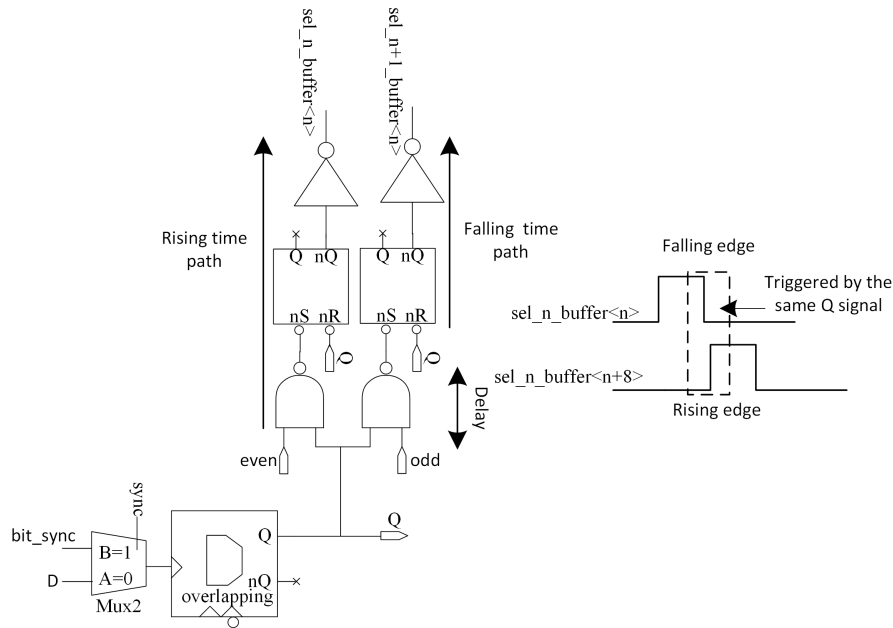 sel_n_buffer<n>
sel_n+1_buffer<n>
Rising time
path
Falling time
path
Q nQ
Q nQ
nS nR
nS nR
Q
Q
Delay
even
odd
Falling edge
Triggered by the
same Q signal
sel_n_buffer<n>
sel_n_buffer<n+8>
Rising edge
sync
bit_sync
B=1
D
A=0
Mux2
Q
Q
nQ
overlapping